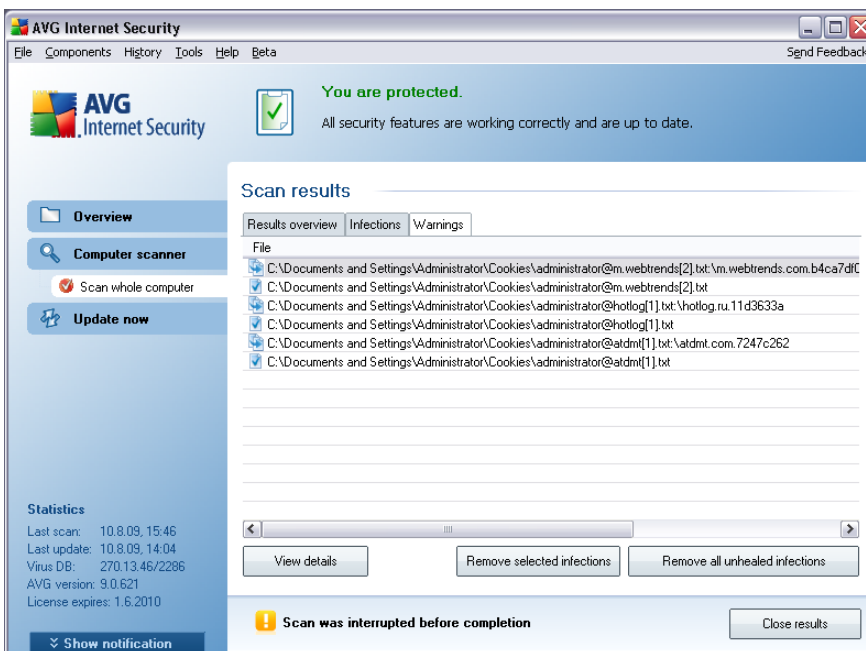 AVG Internet Security
File Components History Tools Help Beta
Send Feedback
AVG
Internet Security
You are protected.
All security features are working correctly and are up to date.
Overview
Computer scanner
Scan whole computer
Update now
Scan results
Results overview Infections Warnings
File
C:\Documents and Settings\Administrator\Cookies\administrator@m.webtrends[2].txt:\m.webtrends.com.b4ca7df0
C:\Documents and Settings\Administrator\Cookies\administrator@m.webtrends[2].txt
C:\Documents and Settings\Administrator\Cookies\administrator@hotlog[1].txt:\hotlog.ru.11d3633a
C:\Documents and Settings\Administrator\Cookies\administrator@hotlog[1].txt
C:\Documents and Settings\Administrator\Cookies\administrator@atdmt[1].txt:\atdmt.com.7247c262
C:\Documents and Settings\Administrator\Cookies\administrator@atdmt[1].txt
Statistics
Last scan: 10.8.09, 15:46
Last update: 10.8.09, 14:04
Virus DB: 270.13.46/2286
AVG version: 9.0.621
License expires: 1.6.2010
Show notification
View details
Remove selected infections
Remove all unhealed infections
Scan was interrupted before completion
Close results